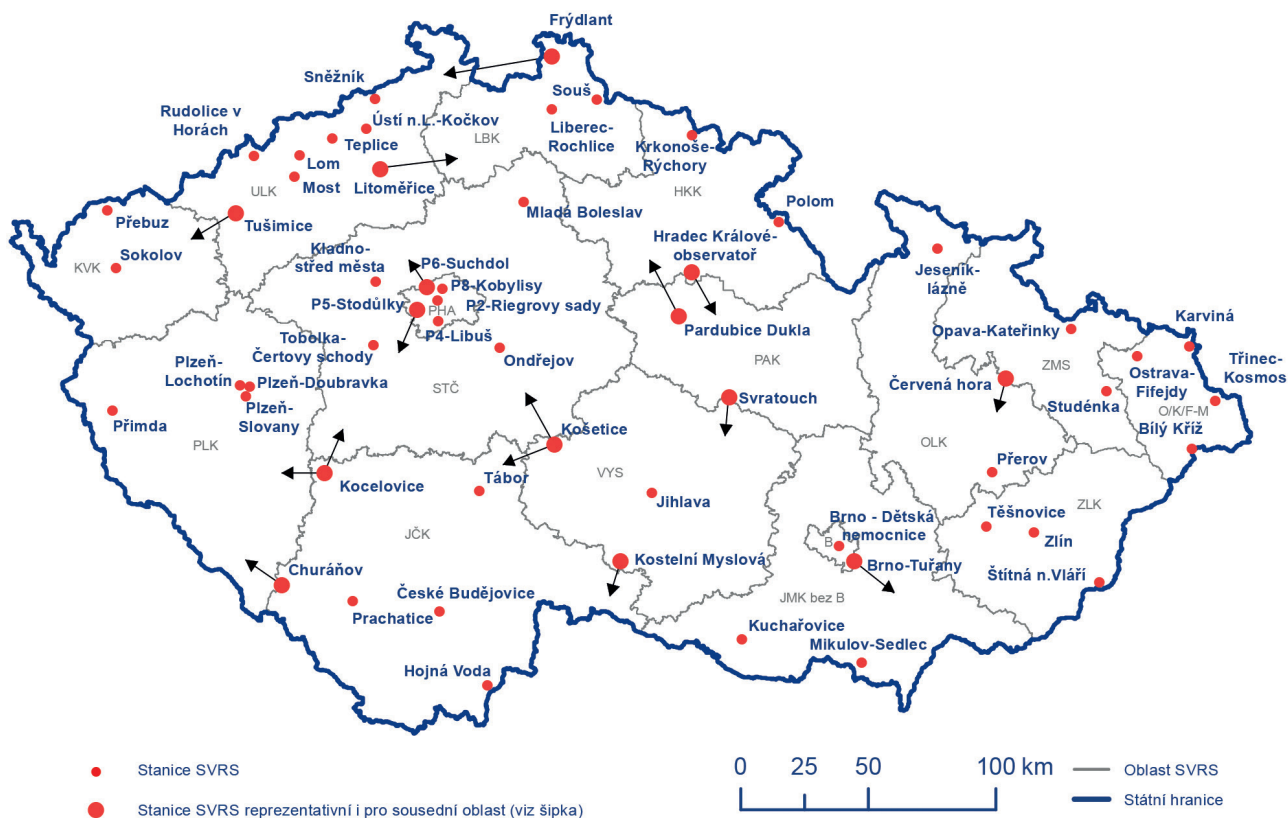 Frýdlant
Sněžník
Souš
Rudolice v
Horách
Ústí n.L.-Kočkov
Liberec-
Rochlice
LBK
Teplice
Krkonoše-
Rýchory
Lom
Litoměřice
HKK
ULK
Most
Mladá Boleslav
Polom
Přebuz
Tušimice
Kladno-
střed města
Hradec Králové-
observatoř
Sokolov
KVK
P6-Suchdol
Jeseník-
lázně
P8-Kobylisy
P5-Stodůlky
P2-Riegrovy sady
PHA
Pardubice Dukla
Opava-Kateřinky
Karviná
P4-Libuš
Tobolka-
Čertovy schody
Ondřejov
PAK
ZMS
Třinec-
Kosmos
Plzeň-
Lochotín
Plzeň-Doubravka
Ostrava-
Fifejdy
Červená hora
STČ
Plzeň-
Slovany
Svratouch
Studénka
O/K/F-M
Přimda
Bílý Kříž
PLK
Košetice
OLK
Kocelovice
Tábor
VYS
Přerov
Jihlava
ZLK
Těšnovice
Brno - Dětská
nemocnice
JČK
B
Zlín
Churáňov
Kostelní Myslová
Brno-Tuřany
Štítná n.Vláří
České Budějovice
Prachatice
JMK bez B
Kuchařovice
Mikulov-Sedlec
Hojná Voda
Stanice SVRS
Stanice SVRS reprezentativní i pro sousední oblast (viz šipka)
0 25 50 100 km
Oblast SVRS
Státní hranice